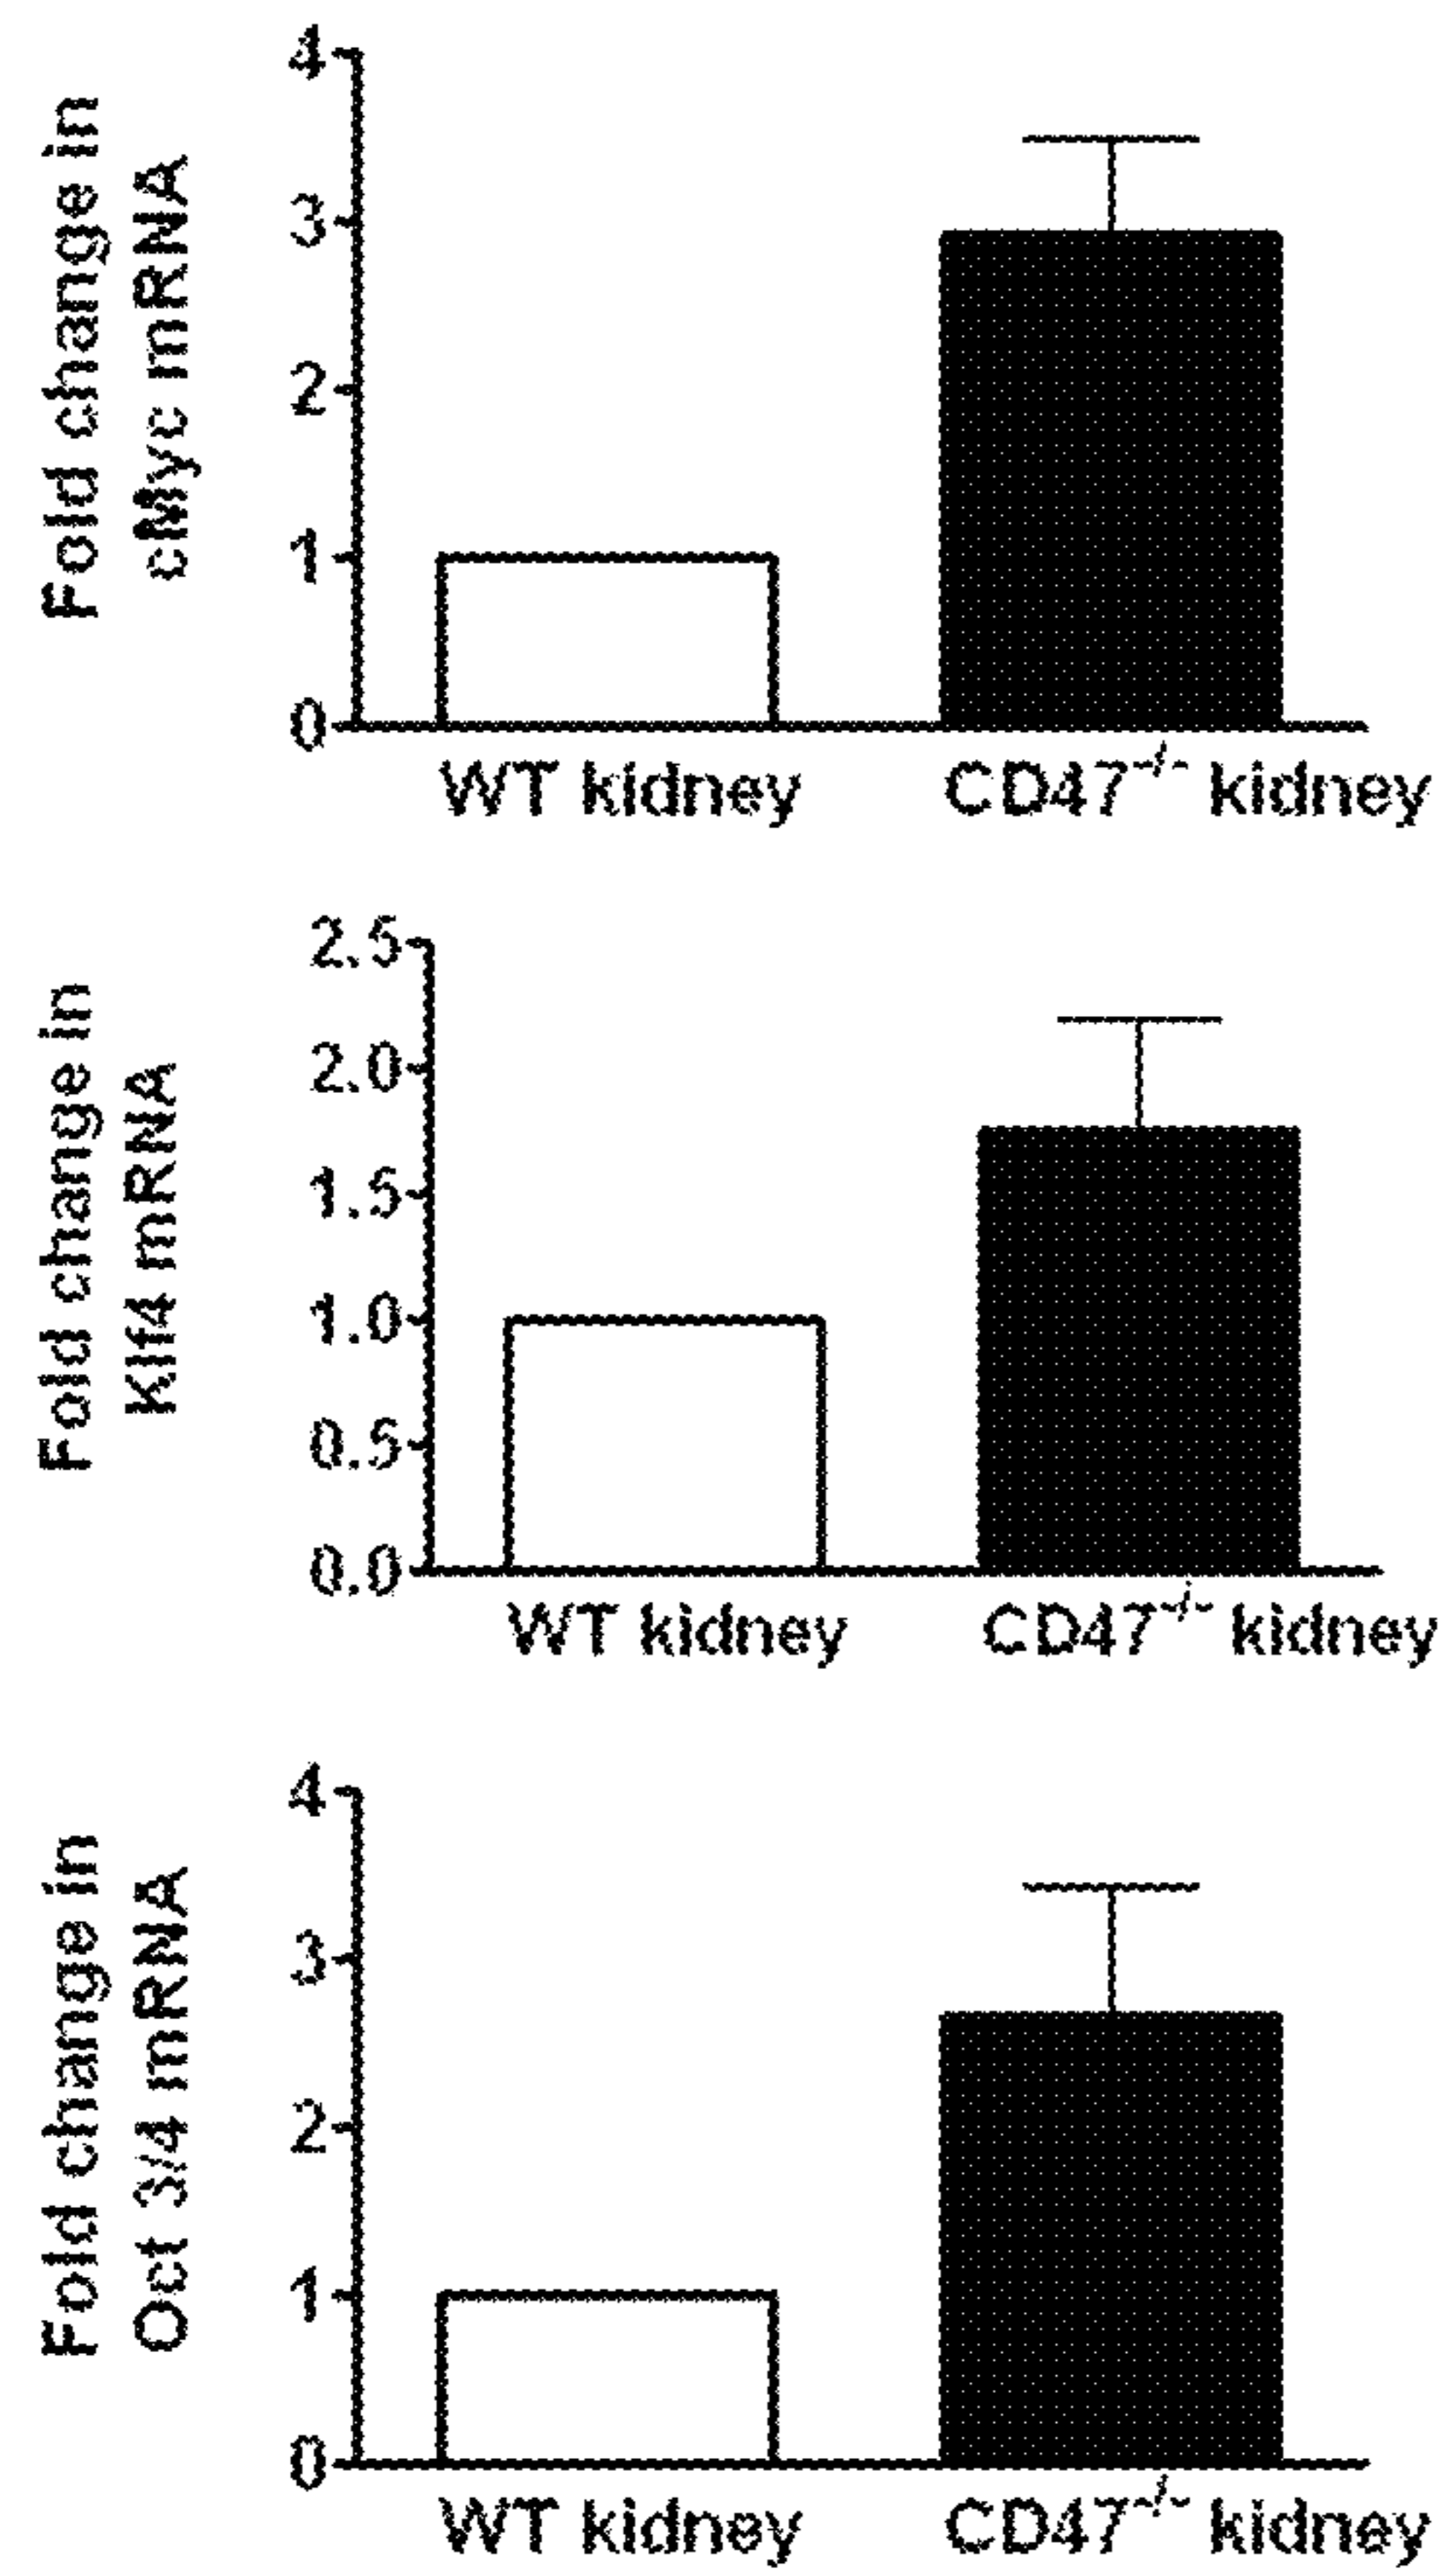 Fold change in
cMyc mRNA
4
3
2
1
0
WT kidney CD47⁻/⁻ kidney
Fold change in
Klf4 mRNA
2.5
2.0
1.5
1.0
0.5
0.0
WT kidney CD47⁻/⁻ kidney
Fold change in
Oct 3/4 mRNA
4
3
2
1
0
WT kidney CD47⁻/⁻ kidney